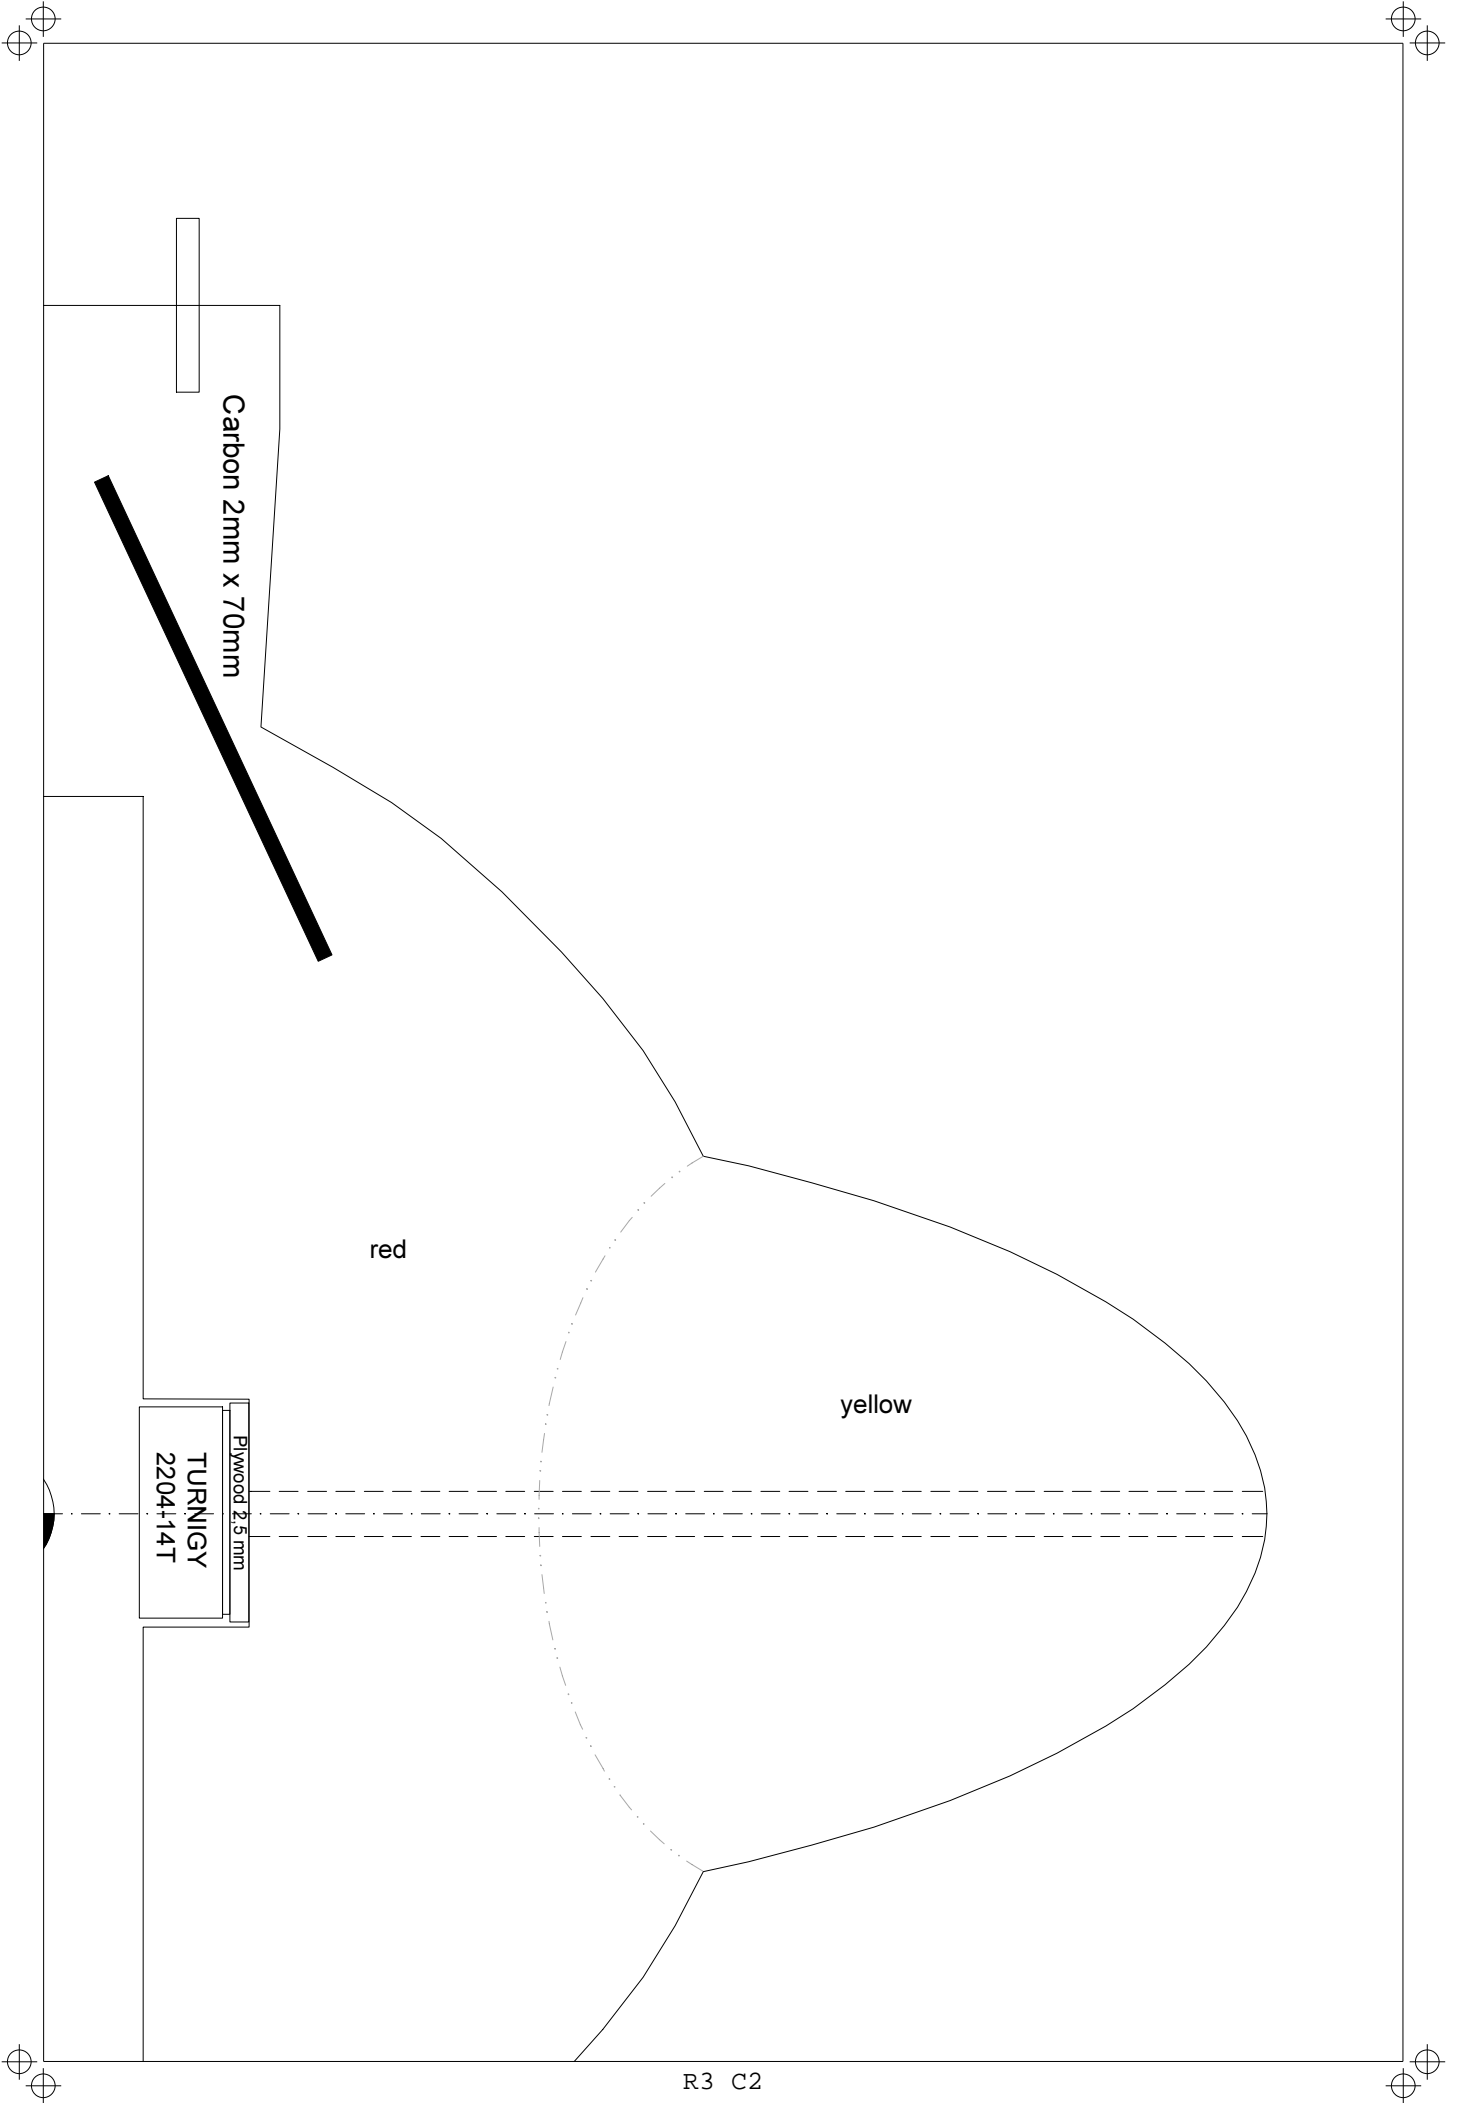 Carbon 2mm x 70mm
red
yellow
Plywood 2,5 mm
TURNIGY
2204-14T
R3 C2